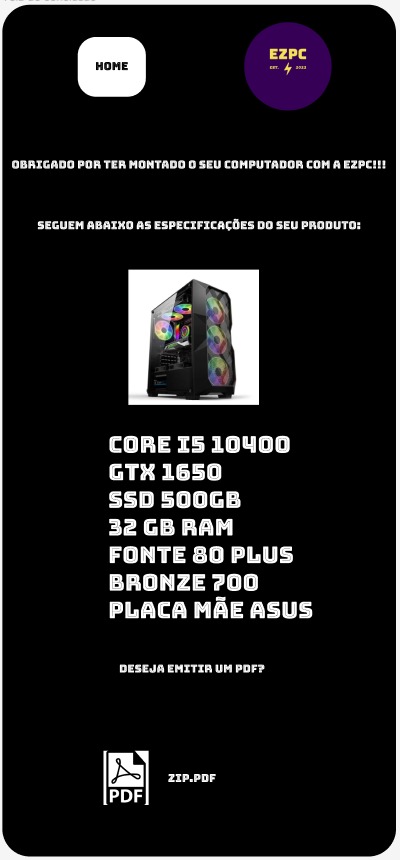 HOME
EZPC
EST. 2023
OBRIGADO POR TER MONTADO O SEU COMPUTADOR COM A EZPC!!!
SEGUEM ABAIXO AS ESPECIFICAÇÕES DO SEU PRODUTO:
CORE I5 10400
GTX 1650
SSD 500GB
32 GB RAM
FONTE 80 PLUS
BRONZE 700
PLACA MÃE ASUS
DESEJA EMITIR UM PDF?
PDF
ZIP.PDF